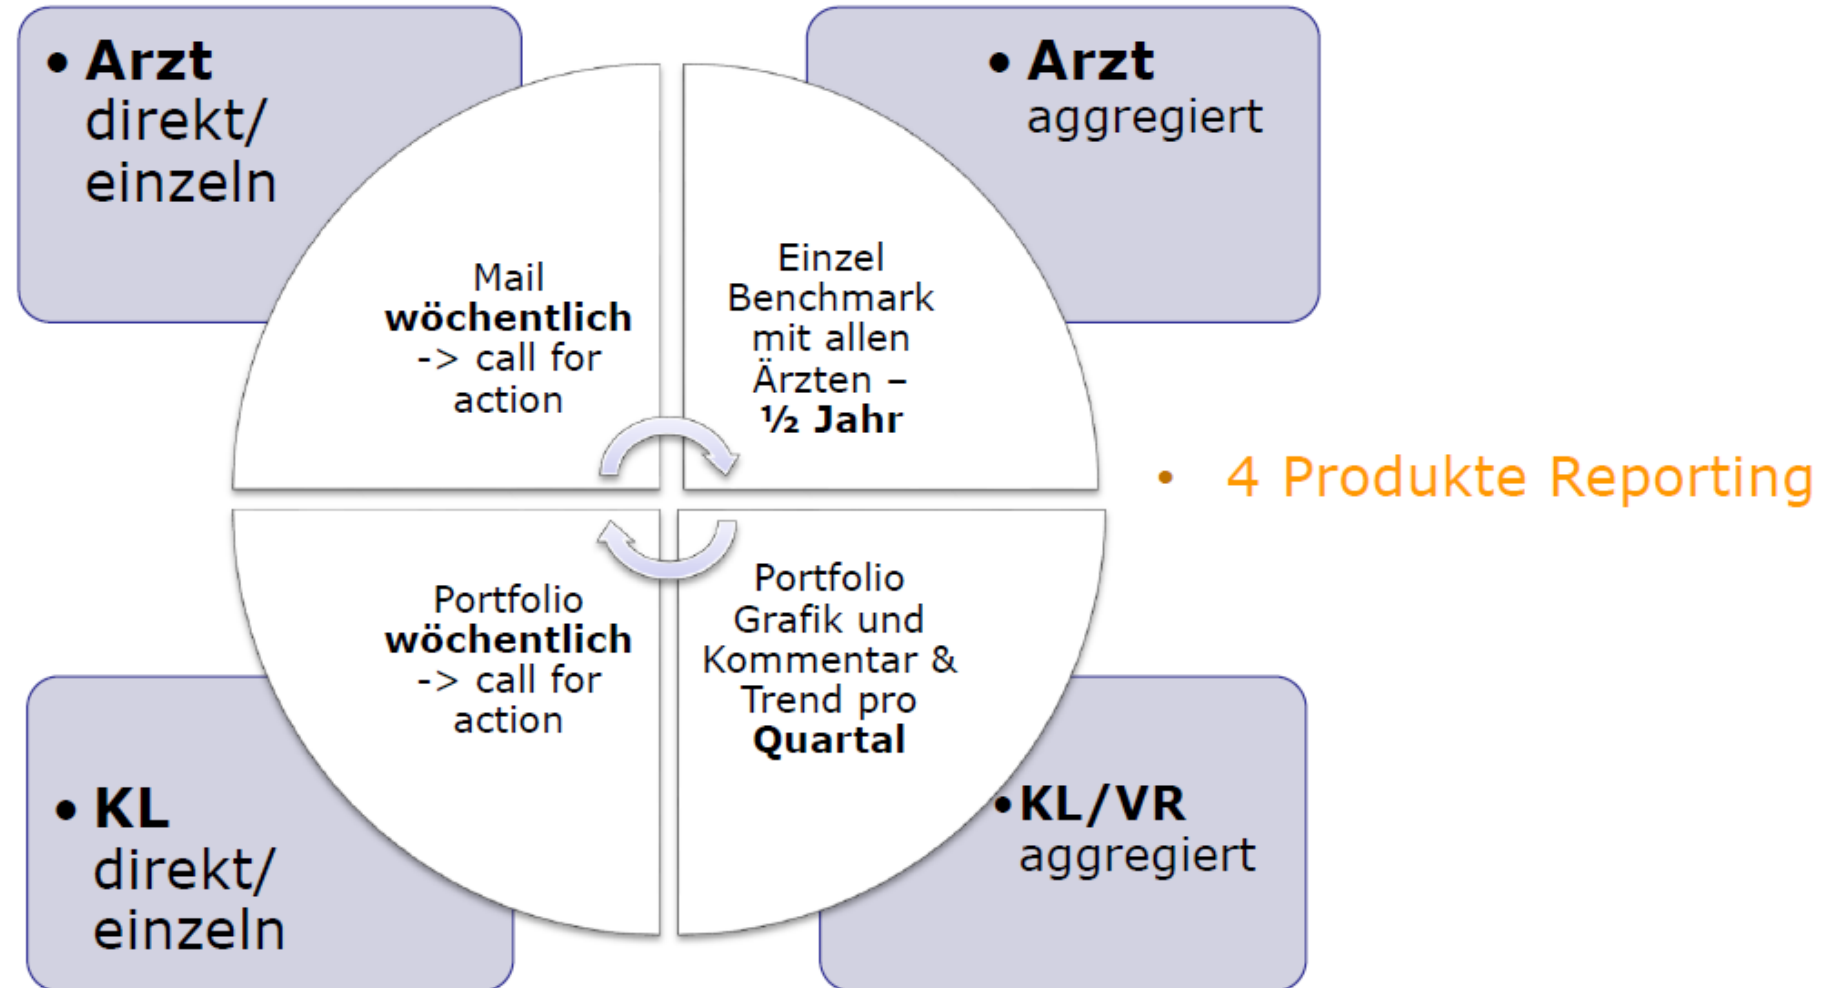 • Arzt
direkt/
einzeln
• Arzt
aggregiert
Mail
wöchentlich
-> call for
action
Einzel
Benchmark
mit allen
Ärzten –
½ Jahr
• 4 Produkte Reporting
Portfolio
wöchentlich
-> call for
action
Portfolio
Grafik und
Kommentar &
Trend pro
Quartal
• KL
direkt/
einzeln
•KL/VR
aggregiert